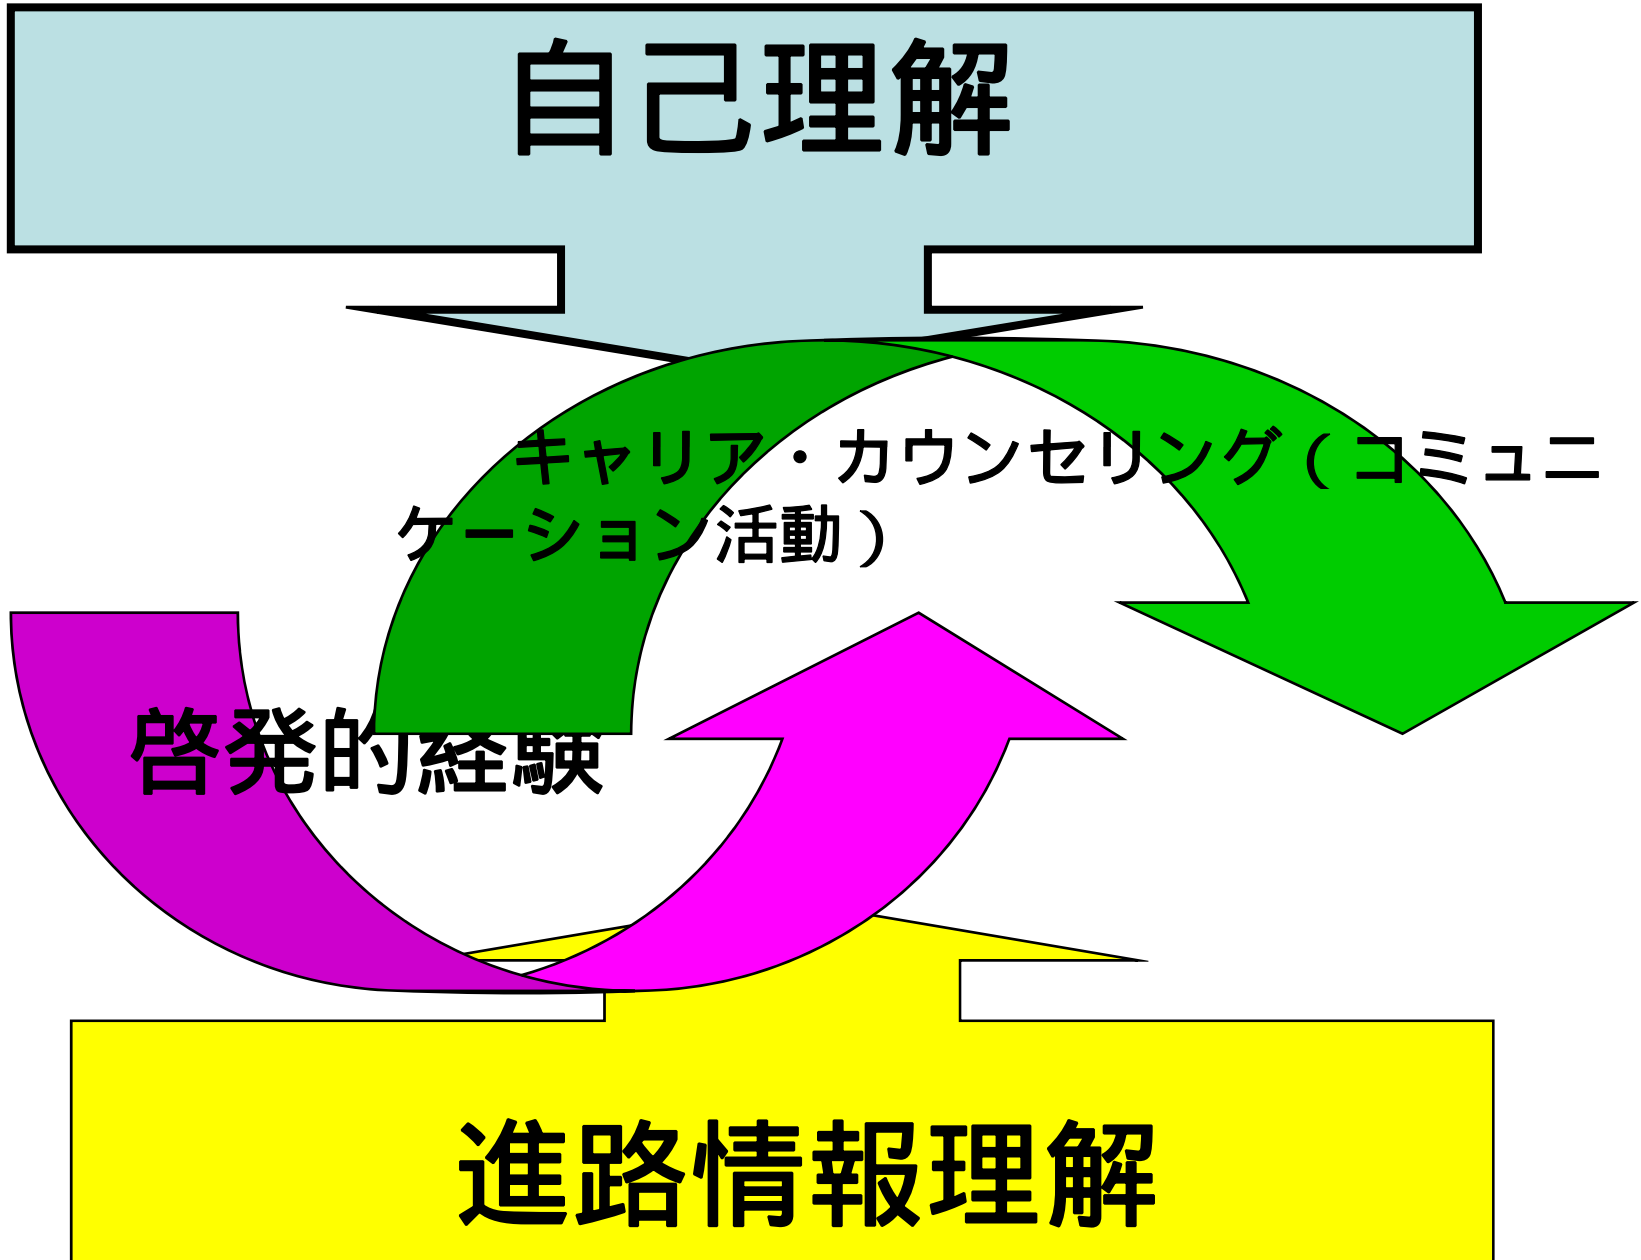 自己理解
キャリア・カウンセリング（コミュニ
ケーション活動）
啓発的経験
進路情報理解